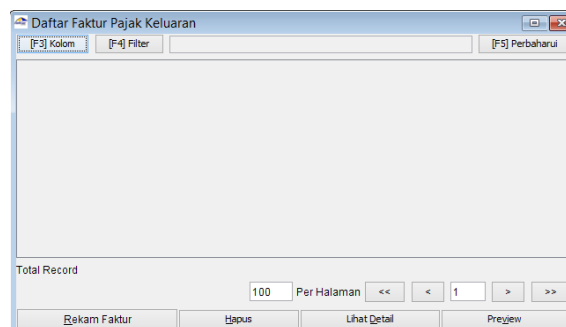 Daftar Faktur Pajak Keluaran
[F3] Kolom [F4] Filter [F5] Perbaharui
Total Record
100 Per Halaman << < 1 > >>
Rekam Faktur Hapus Lihat Detail Preview